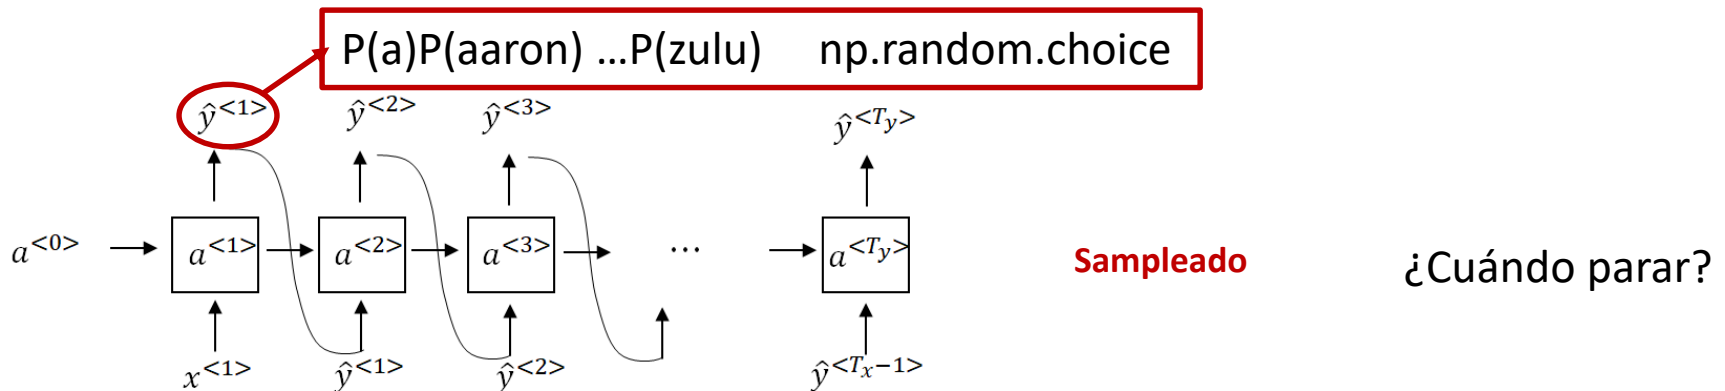 P(a)P(aaron) ...P(zulu) np.random.choice
ŷ<1> ŷ<2> ŷ<3> ŷ<Ty>
a<0> a<1> a<2> a<3> ... a<Ty> Sampleado ¿Cuándo parar?
x<1> ŷ<1> ŷ<2> ŷ<Tx−1>